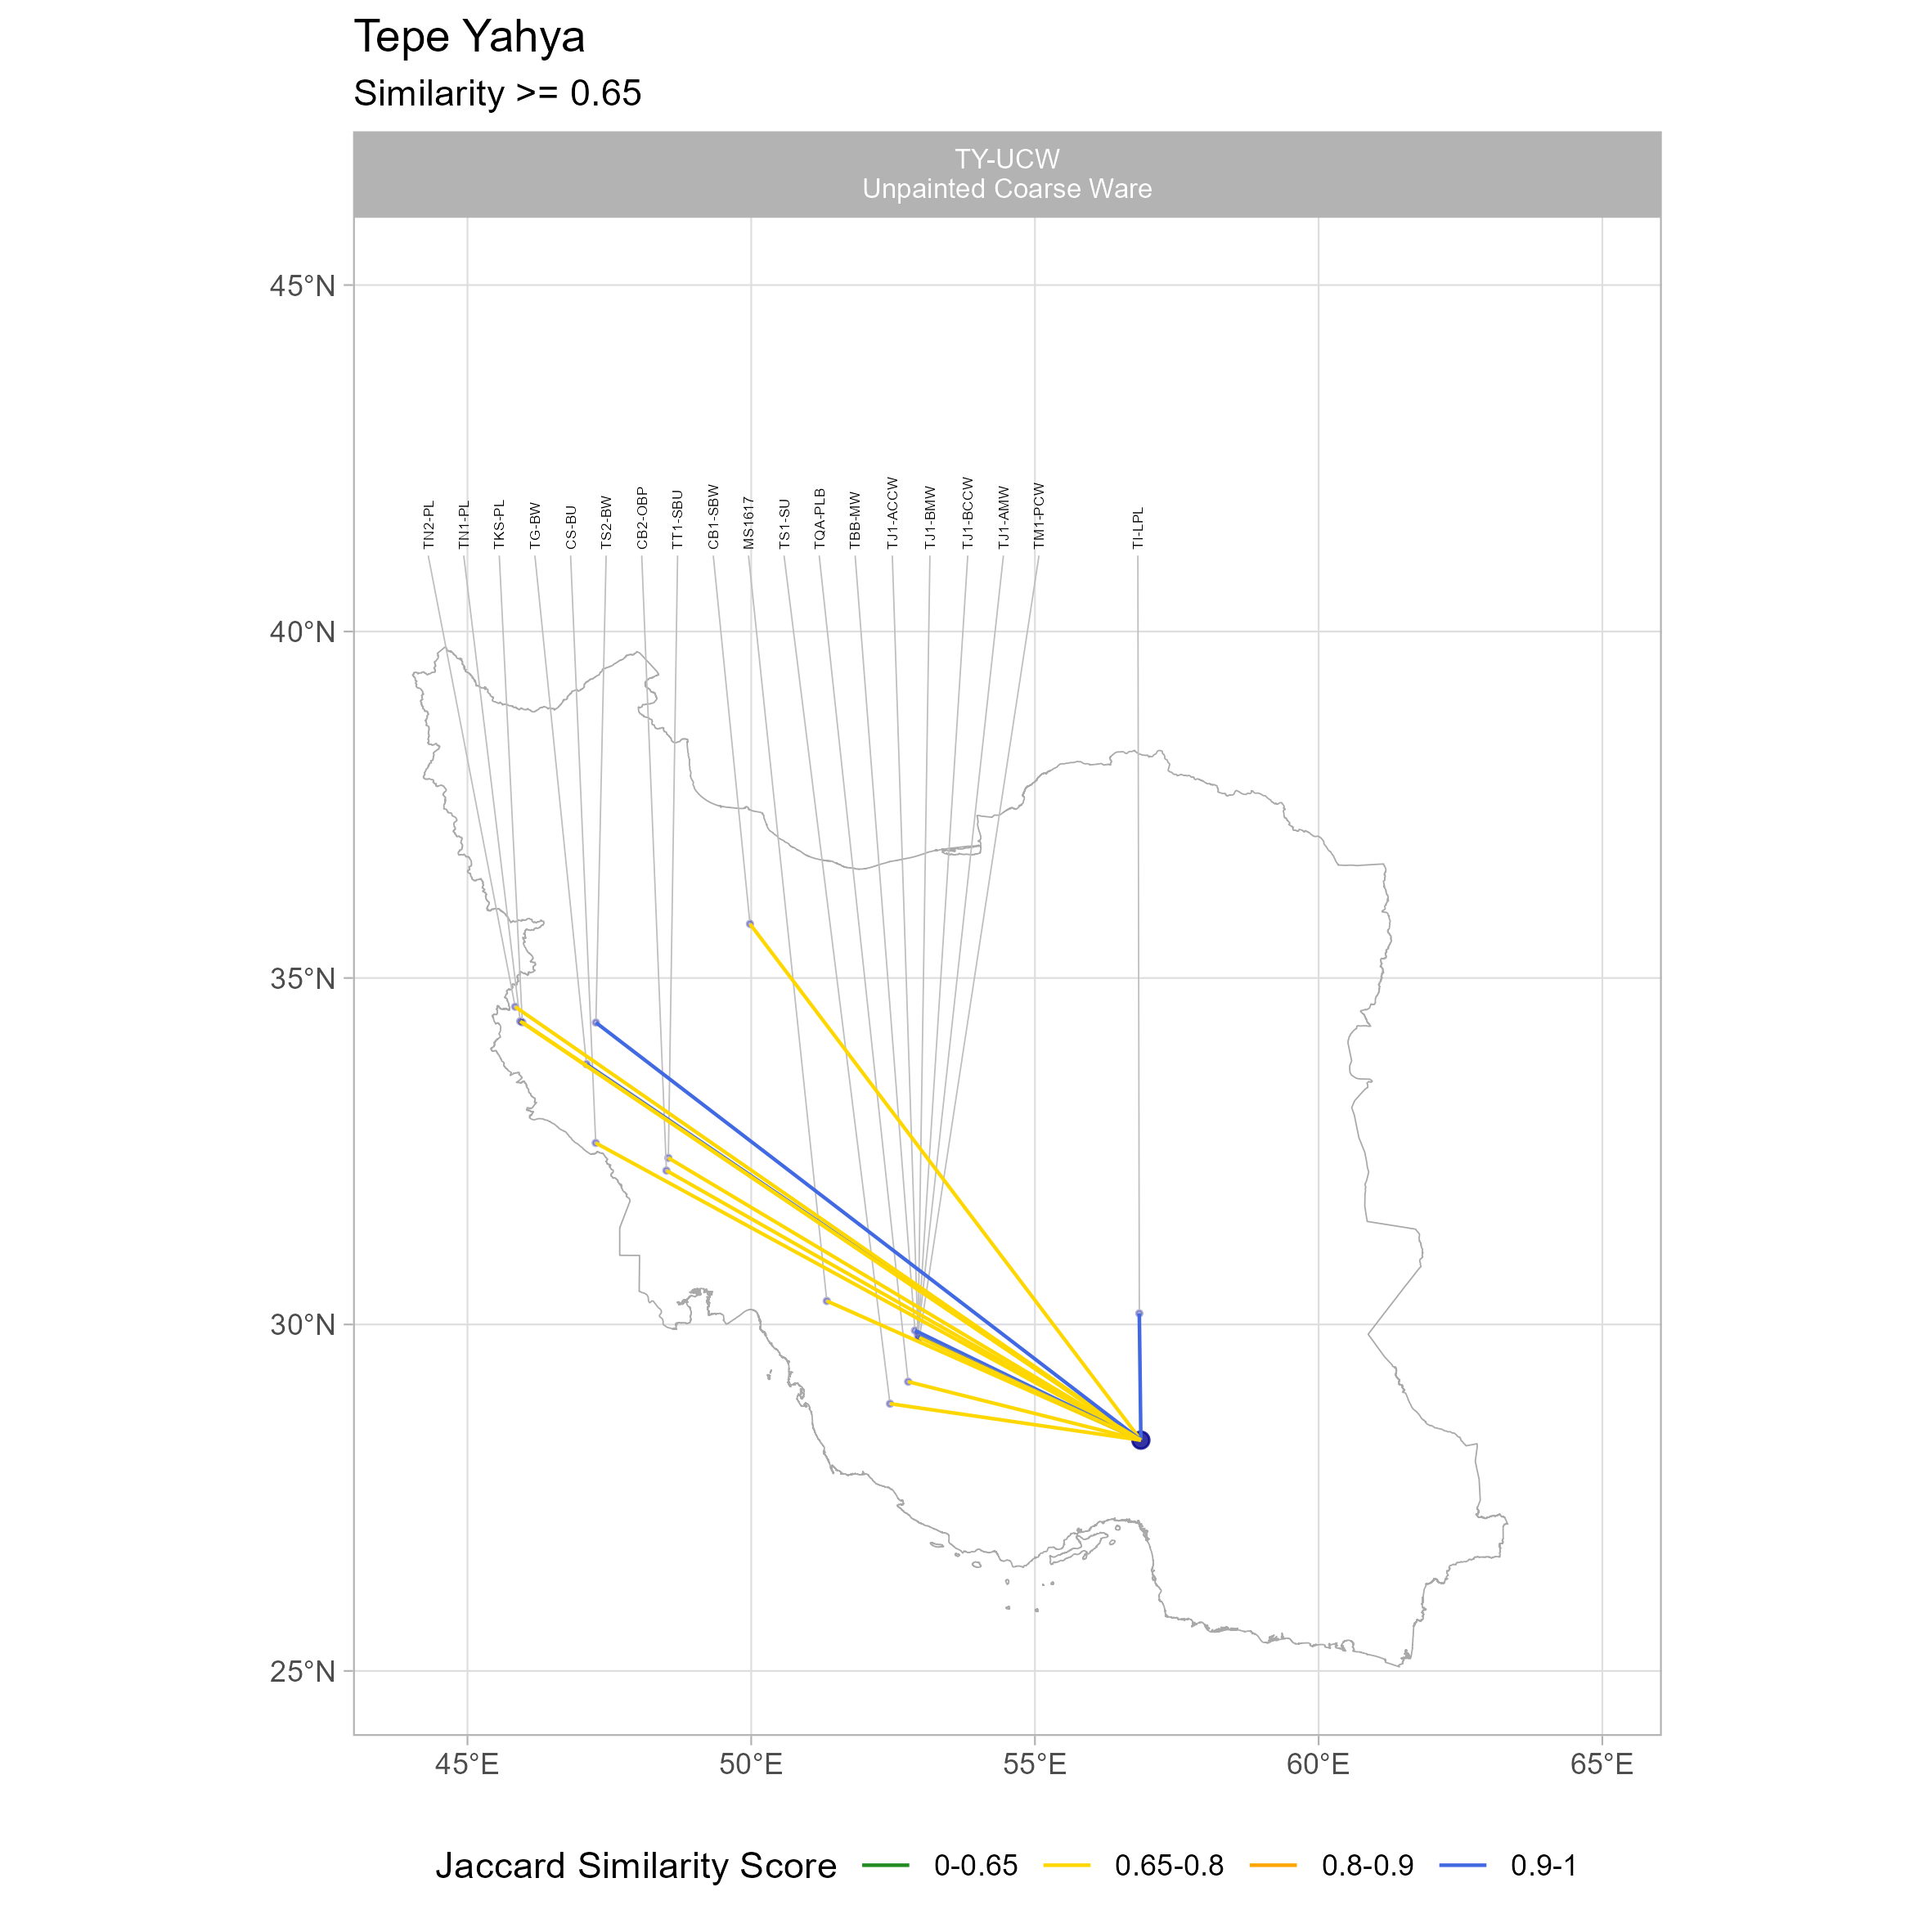 Tepe Yahya
Similarity >= 0.65
TY-UCW
Unpainted Coarse Ware
TN2-PL
TN1-PL
TKS-PL
TG-BW
CS-BU
TS2-BW
CB2-OBP
TT1-SBU
CB1-SBW
MS1617
TS1-SU
TQA-PLB
TBB-MW
TJ1-ACCW
TJ1-BMW
TJ1-BCCW
TJ1-AMW
TM1-PCW
TI-LPL
45°N
40°N
35°N
30°N
25°N
45°E
50°E
55°E
60°E
65°E
Jaccard Similarity Score 0-0.65 0.65-0.8 0.8-0.9 0.9-1